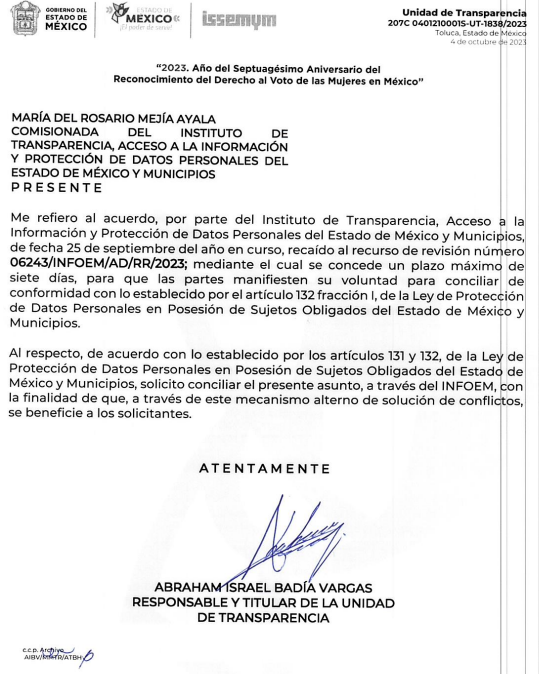 GOBIERNO DEL
ESTADO DE
MÉXICO
ESTADO DE
MÉXICO
¡El poder de servir!
issemym
Unidad de Transparencia
207C 0401210001S-UT-1838/2023
Toluca, Estado de México
4 de octubre de 2023
“2023. Año del Septuagésimo Aniversario del
Reconocimiento del Derecho al Voto de las Mujeres en México”
MARÍA DEL ROSARIO MEJÍA AYALA
COMISIONADA DEL INSTITUTO DE
TRANSPARENCIA, ACCESO A LA INFORMACIÓN
Y PROTECCIÓN DE DATOS PERSONALES DEL
ESTADO DE MÉXICO Y MUNICIPIOS
P R E S E N T E
Me refiero al acuerdo, por parte del Instituto de Transparencia, Acceso a la
Información y Protección de Datos Personales del Estado de México y Municipios,
de fecha 25 de septiembre del año en curso, recaído al recurso de revisión número
06243/INFOEM/AD/RR/2023; mediante el cual se concede un plazo máximo de
siete días, para que las partes manifiesten su voluntad para conciliar de
conformidad con lo establecido por el artículo 132 fracción I, de la Ley de Protección
de Datos Personales en Posesión de Sujetos Obligados del Estado de México y
Municipios.
Al respecto, de acuerdo con lo establecido por los artículos 131 y 132, de la Ley de
Protección de Datos Personales en Posesión de Sujetos Obligados del Estado de
México y Municipios, solicito conciliar el presente asunto, a través del INFOEM, con
la finalidad de que, a través de este mecanismo alterno de solución de conflictos,
se beneficie a los solicitantes.
A T E N T A M E N T E
ABRAHAM ISRAEL BADÍA VARGAS
RESPONSABLE Y TITULAR DE LA UNIDAD
DE TRANSPARENCIA
c.c.p. Archivo